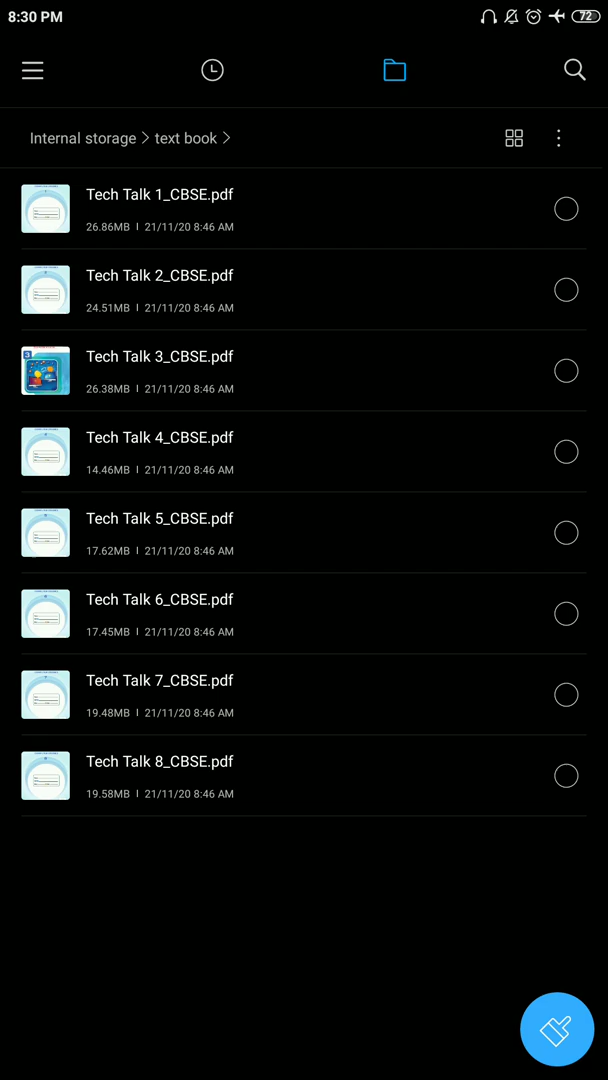 8:30 PM
72
Internal storage > text book >
Tech Talk 1_CBSE.pdf
26.86MB | 21/11/20 8:46 AM
Tech Talk 2_CBSE.pdf
24.51MB | 21/11/20 8:46 AM
3
Tech Talk 3_CBSE.pdf
26.38MB | 21/11/20 8:46 AM
Tech Talk 4_CBSE.pdf
14.46MB | 21/11/20 8:46 AM
Tech Talk 5_CBSE.pdf
17.62MB | 21/11/20 8:46 AM
Tech Talk 6_CBSE.pdf
17.45MB | 21/11/20 8:46 AM
Tech Talk 7_CBSE.pdf
19.48MB | 21/11/20 8:46 AM
Tech Talk 8_CBSE.pdf
19.58MB | 21/11/20 8:46 AM